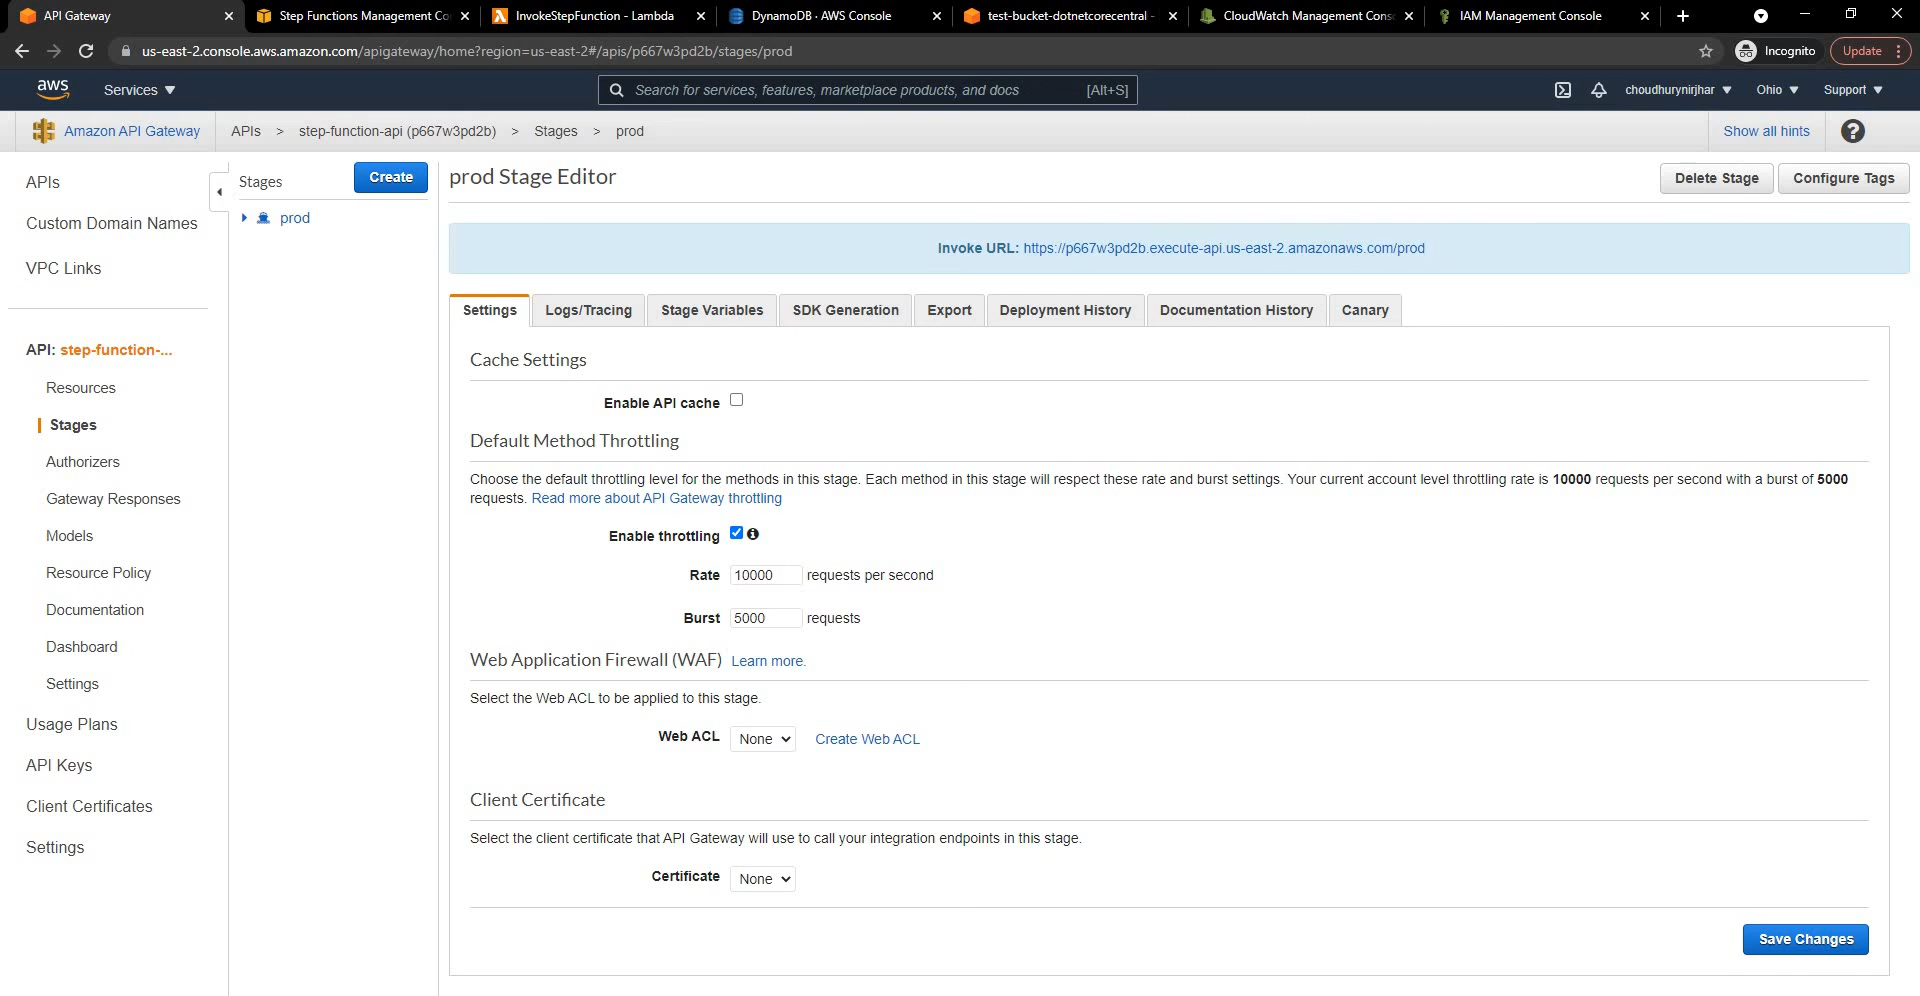 API Gateway
Step Functions Management Co
InvokeStepFunction - Lambda
DynamoDB · AWS Console
test-bucket-dotnetcorecentral -
CloudWatch Management Cons
IAM Management Console
us-east-2.console.aws.amazon.com/apigateway/home?region=us-east-2#/apis/p667w3pd2b/stages/prod
Incognito
Update
aws
Services
Search for services, features, marketplace products, and docs
[Alt+S]
choudhurynirjhar
Ohio
Support
Amazon API Gateway
APIs > step-function-api (p667w3pd2b) > Stages > prod
Show all hints
?
APIs
Custom Domain Names
VPC Links
API: step-function-...
Resources
Stages
Authorizers
Gateway Responses
Models
Resource Policy
Documentation
Dashboard
Settings
Usage Plans
API Keys
Client Certificates
Settings
Stages
Create
prod
prod Stage Editor
Delete Stage
Configure Tags
Invoke URL: https://p667w3pd2b.execute-api.us-east-2.amazonaws.com/prod
Settings
Logs/Tracing
Stage Variables
SDK Generation
Export
Deployment History
Documentation History
Canary
Cache Settings
Enable API cache
Default Method Throttling
Choose the default throttling level for the methods in this stage. Each method in this stage will respect these rate and burst settings. Your current account level throttling rate is 10000 requests per second with a burst of 5000
requests. Read more about API Gateway throttling
Enable throttling
Rate 10000 requests per second
Burst 5000 requests
Web Application Firewall (WAF) Learn more.
Select the Web ACL to be applied to this stage.
Web ACL None Create Web ACL
Client Certificate
Select the client certificate that API Gateway will use to call your integration endpoints in this stage.
Certificate None
Save Changes